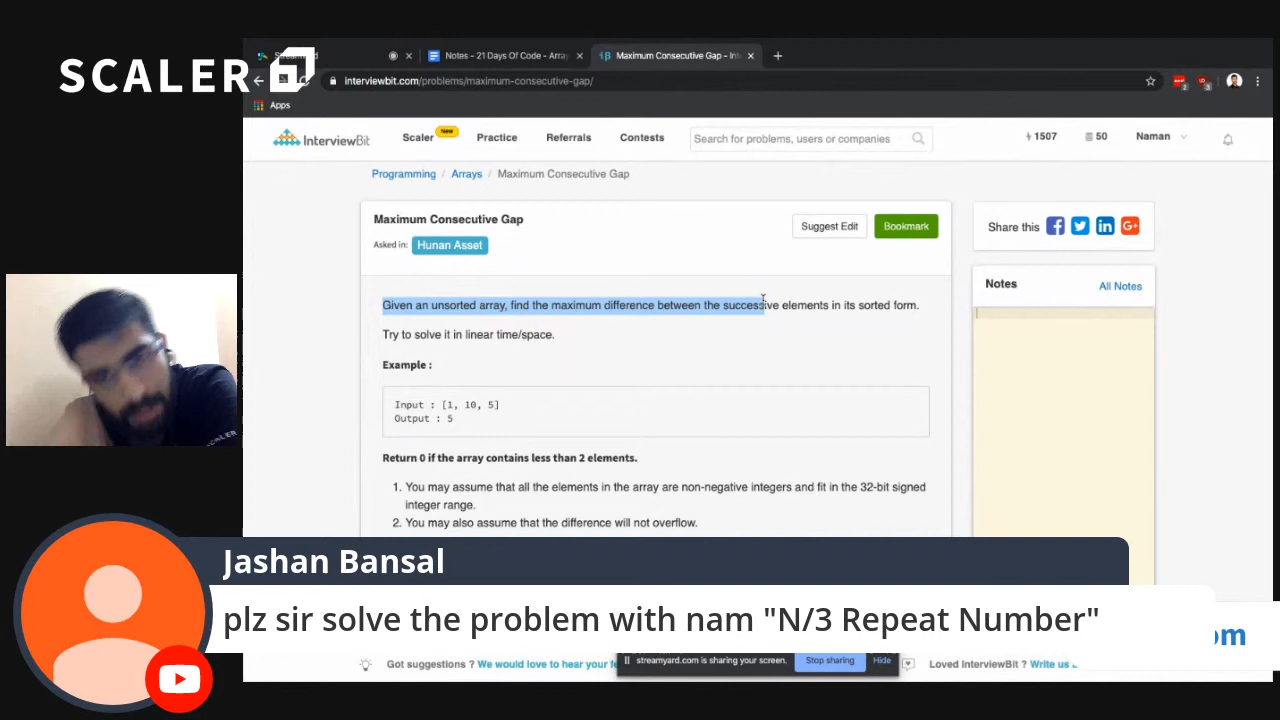 SCALER
Notes - 21 Days Of Code - Arra
Maximum Consecutive Gap - Int
interviewbit.com/problems/maximum-consecutive-gap/
Apps
InterviewBit
Scaler
New
Practice
Referrals
Contests
Search for problems, users or companies
1507
50
Naman
Programming / Arrays / Maximum Consecutive Gap
Maximum Consecutive Gap
Suggest Edit
Bookmark
Asked in: Hunan Asset
Share this
Given an unsorted array, find the maximum difference between the successive elements in its sorted form.
Try to solve it in linear time/space.
Example :
Input : [1, 10, 5]
Output : 5
Return 0 if the array contains less than 2 elements.
1. You may assume that all the elements in the array are non-negative integers and fit in the 32-bit signed
integer range.
2. You may also assume that the difference will not overflow.
Notes
All Notes
Jashan Bansal
plz sir solve the problem with nam "N/3 Repeat Number"
om
Got suggestions ? We would love to hear your fe
streamyard.com is sharing your screen.
Stop sharing
Hide
Loved InterviewBit ? Write us
SCALER